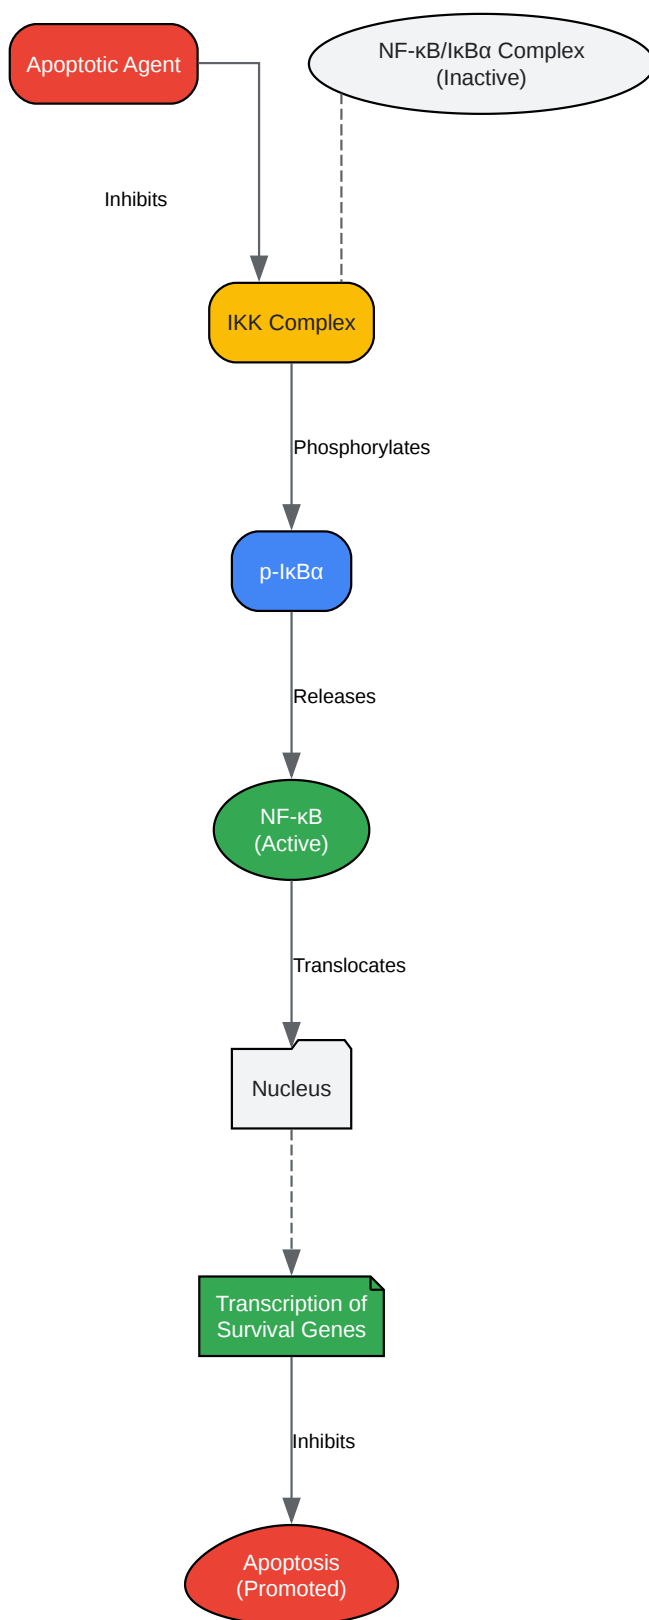 Apoptotic Agent
NF-κB/IκBα Complex
(Inactive)
Inhibits
IKK Complex
Phosphorylates
p-IκBα
Releases
NF-κB
(Active)
Translocates
Nucleus
Transcription of
Survival Genes
Inhibits
Apoptosis
(Promoted)